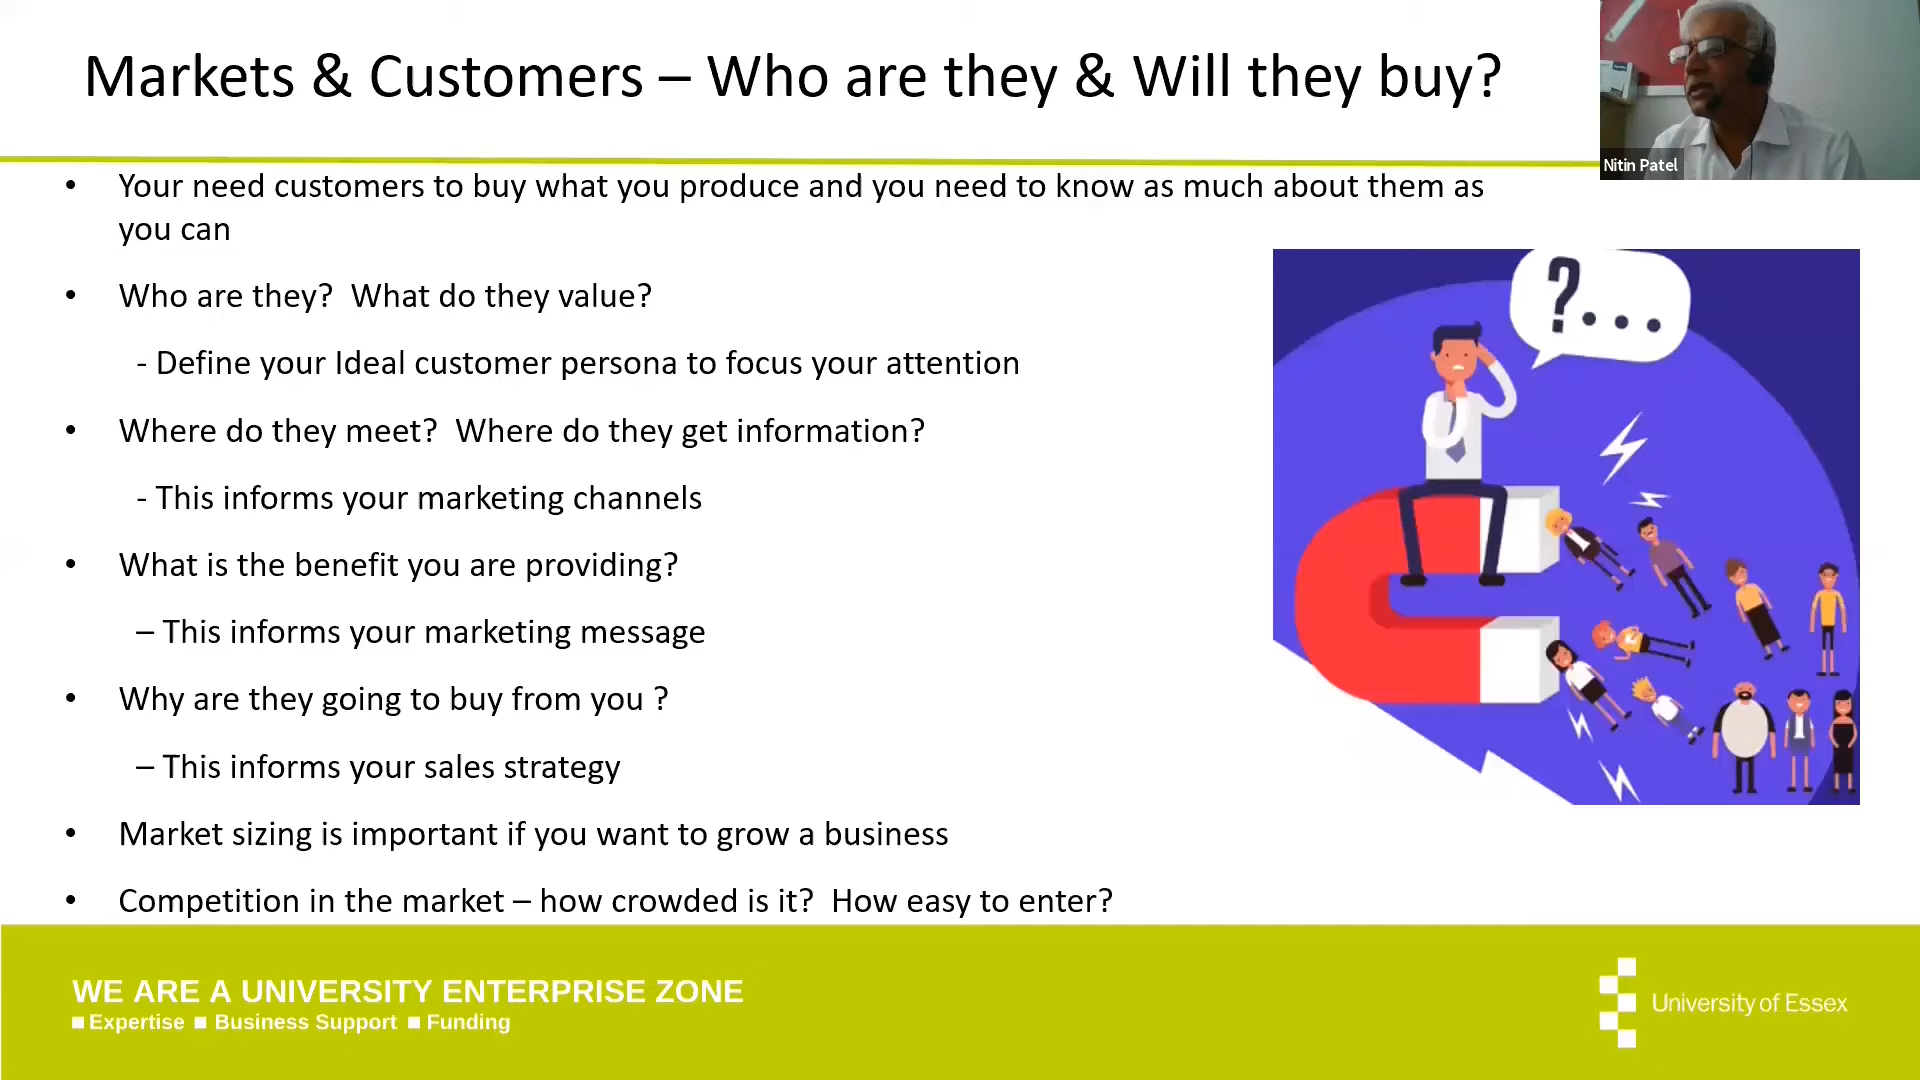 Markets & Customers – Who are they & Will they buy?
Nitin Patel
• Your need customers to buy what you produce and you need to know as much about them as
you can
• Who are they?  What do they value?
- Define your Ideal customer persona to focus your attention
• Where do they meet?  Where do they get information?
- This informs your marketing channels
• What is the benefit you are providing?
– This informs your marketing message
• Why are they going to buy from you ?
– This informs your sales strategy
• Market sizing is important if you want to grow a business
• Competition in the market – how crowded is it?  How easy to enter?
?...
WE ARE A UNIVERSITY ENTERPRISE ZONE
■ Expertise ■ Business Support ■ Funding
University of Essex